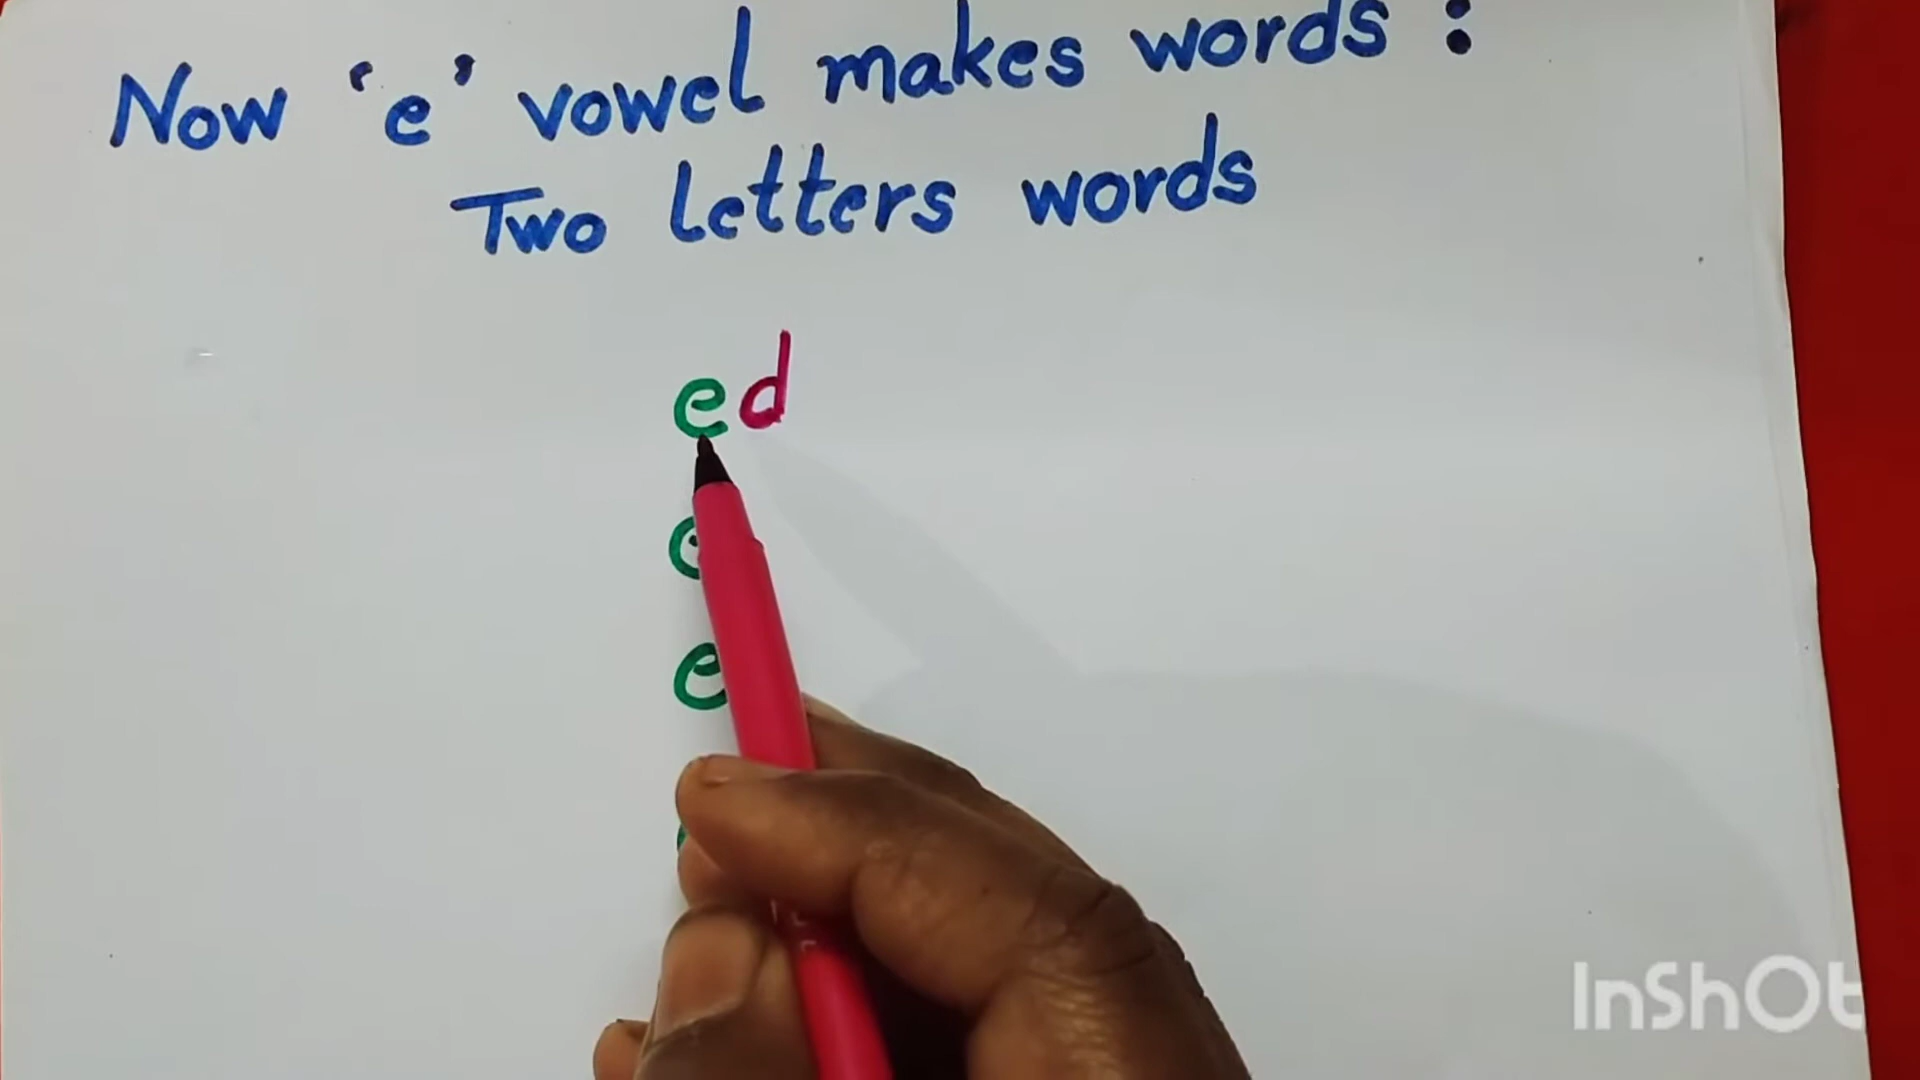 Now 'e' vowel makes words :
Two letters words
ed
e
e
InShOt